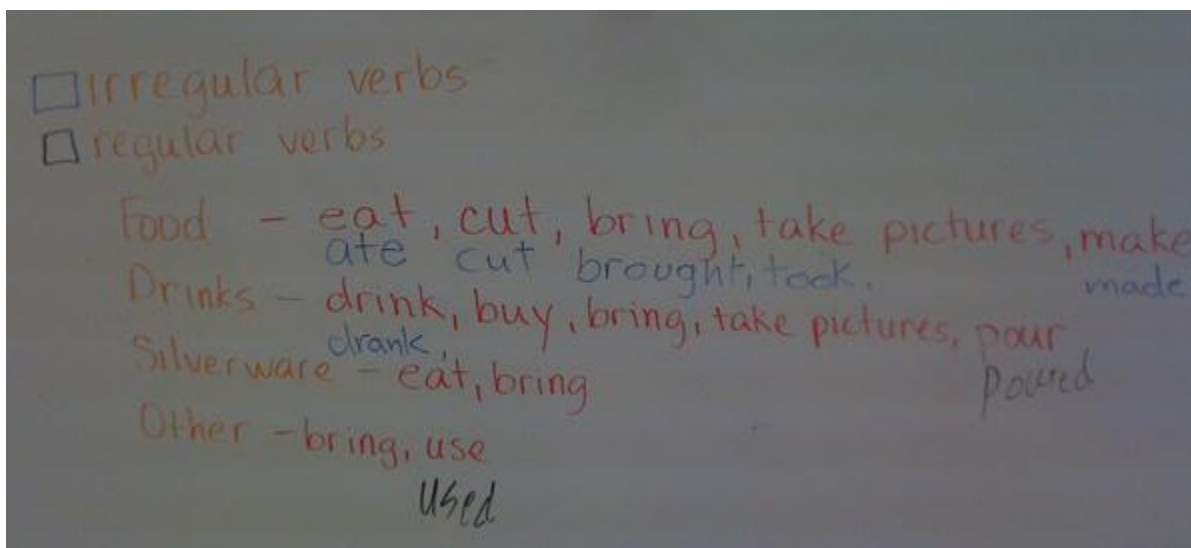 irregular verbs
regular verbs
Food - eat, cut, bring, take pictures, make
ate cut brought, took. made
Drinks - drink, buy, bring, take pictures, pour
drank,
Silverware - eat, bring
poured
Other - bring, use
used